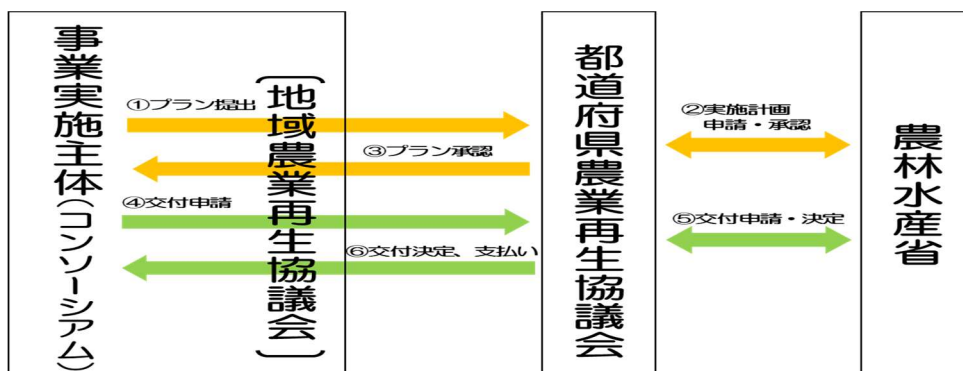 事業実施主体(コンソーシアム)
〔地域農業再生協議会〕
①プラン提出
③プラン承認
④交付申請
⑥交付決定、支払い
都道府県農業再生協議会
②実施計画
申請・承認
⑤交付申請・決定
農林水産省